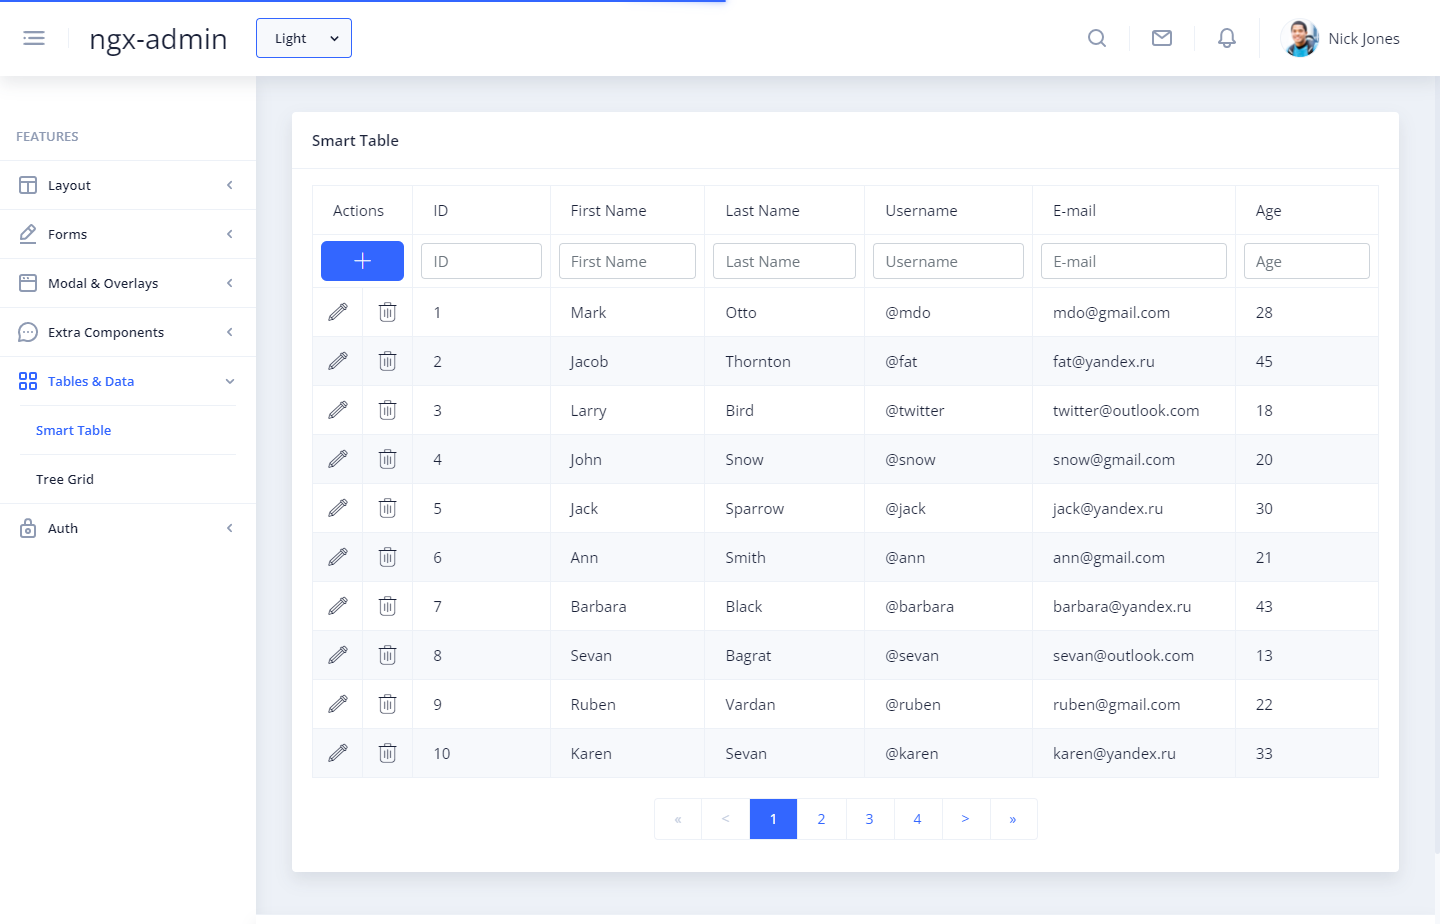 ngx-admin
Light
Nick Jones
FEATURES
Layout
Forms
Modal & Overlays
Extra Components
Tables & Data
Smart Table
Tree Grid
Auth
Smart Table
Actions ID First Name Last Name Username E-mail Age
ID First Name Last Name Username E-mail Age
1 Mark Otto @mdo mdo@gmail.com 28
2 Jacob Thornton @fat fat@yandex.ru 45
3 Larry Bird @twitter twitter@outlook.com 18
4 John Snow @snow snow@gmail.com 20
5 Jack Sparrow @jack jack@yandex.ru 30
6 Ann Smith @ann ann@gmail.com 21
7 Barbara Black @barbara barbara@yandex.ru 43
8 Sevan Bagrat @sevan sevan@outlook.com 13
9 Ruben Vardan @ruben ruben@gmail.com 22
10 Karen Sevan @karen karen@yandex.ru 33
« < 1 2 3 4 > »